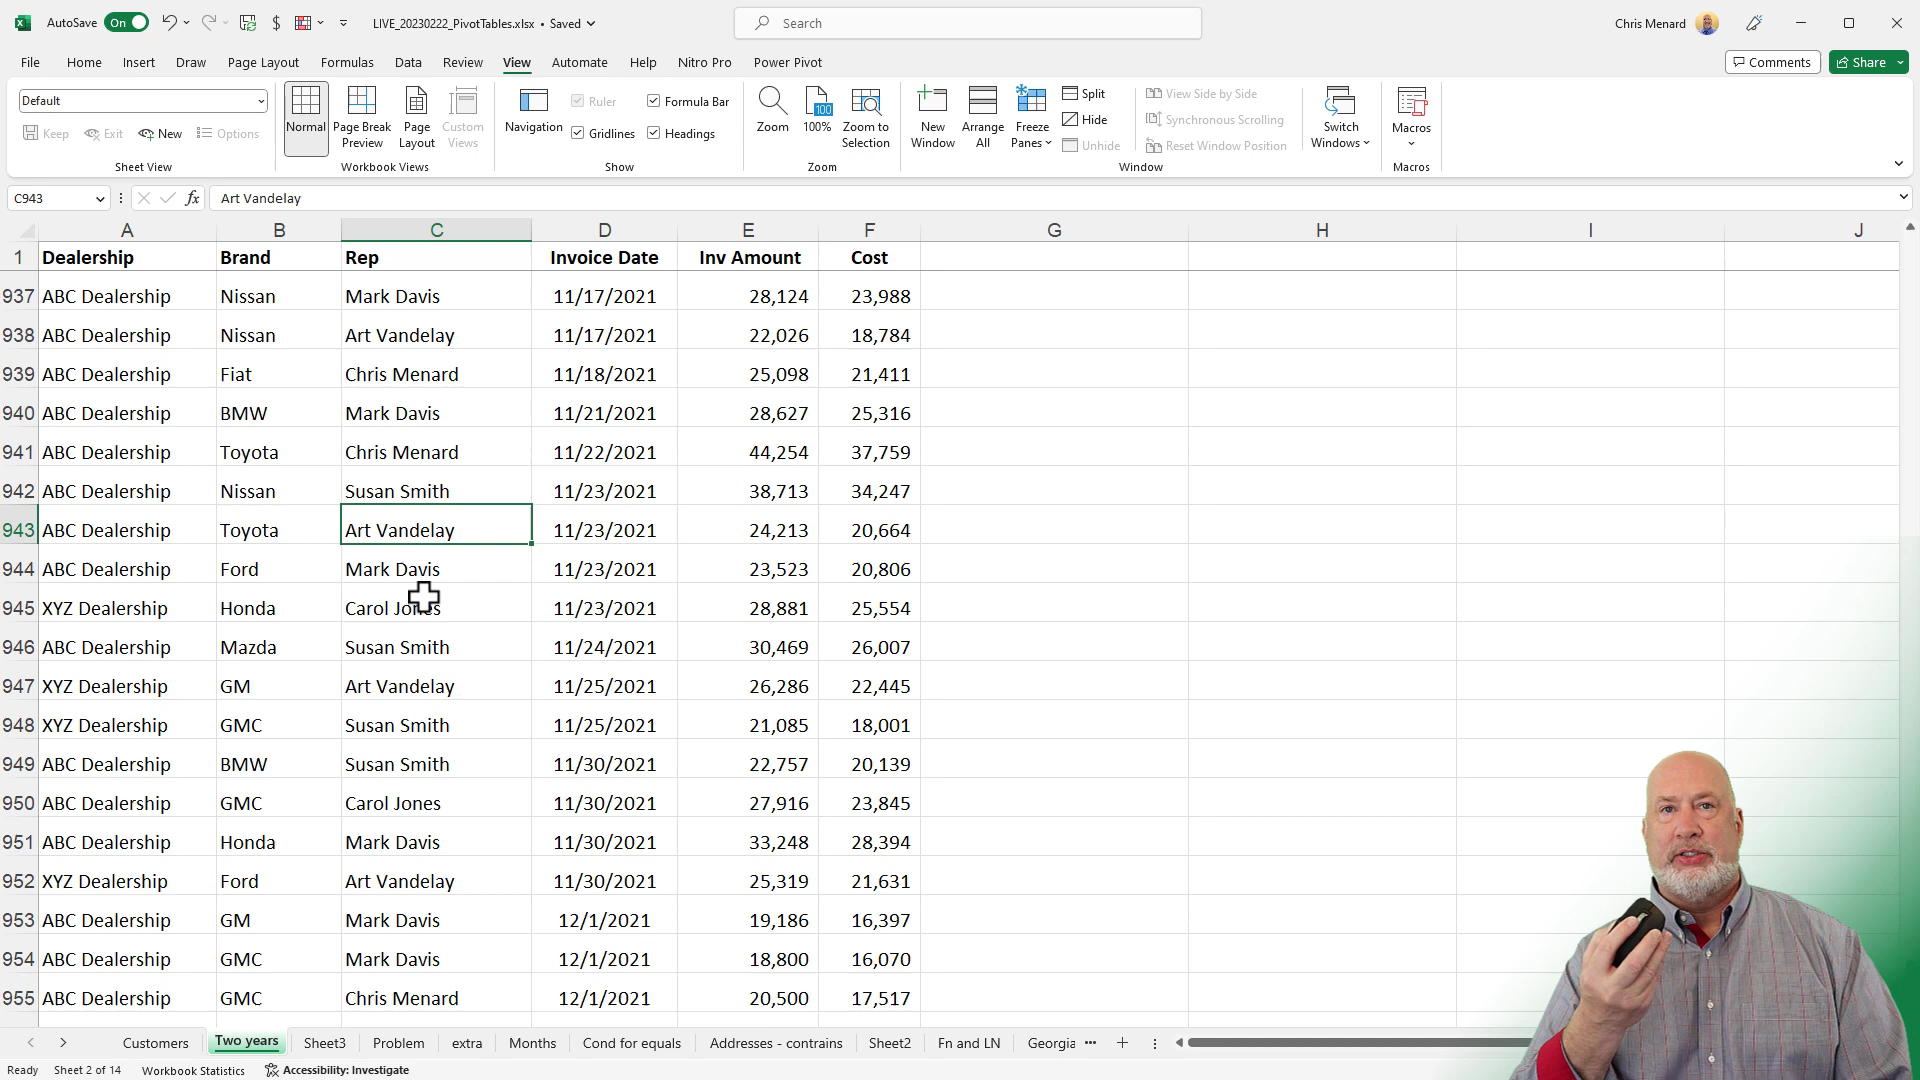 AutoSave On $ LIVE_20230222_PivotTables.xlsx • Saved Search Chris Menard
File Home Insert Draw Page Layout Formulas Data Review View Automate Help Nitro Pro Power Pivot Comments Share
Default
Keep Exit New Options
Sheet View
Normal Page Break Preview Page Layout Custom Views
Workbook Views
Navigation Ruler Formula Bar
Gridlines Headings
Show
Zoom 100 100% Zoom to Selection
Zoom
New Window Arrange All Freeze Panes Split
Hide
Unhide
View Side by Side
Synchronous Scrolling
Reset Window Position
Switch Windows
Window
Macros
Macros
C943 fx Art Vandelay
A B C D E F G H I J
1 Dealership Brand Rep Invoice Date Inv Amount Cost
937 ABC Dealership Nissan Mark Davis 11/17/2021 28,124 23,988
938 ABC Dealership Nissan Art Vandelay 11/17/2021 22,026 18,784
939 ABC Dealership Fiat Chris Menard 11/18/2021 25,098 21,411
940 ABC Dealership BMW Mark Davis 11/21/2021 28,627 25,316
941 ABC Dealership Toyota Chris Menard 11/22/2021 44,254 37,759
942 ABC Dealership Nissan Susan Smith 11/23/2021 38,713 34,247
943 ABC Dealership Toyota Art Vandelay 11/23/2021 24,213 20,664
944 ABC Dealership Ford Mark Davis 11/23/2021 23,523 20,806
945 XYZ Dealership Honda Carol Jones 11/23/2021 28,881 25,554
946 ABC Dealership Mazda Susan Smith 11/24/2021 30,469 26,007
947 XYZ Dealership GM Art Vandelay 11/25/2021 26,286 22,445
948 XYZ Dealership GMC Susan Smith 11/25/2021 21,085 18,001
949 ABC Dealership BMW Susan Smith 11/30/2021 22,757 20,139
950 ABC Dealership GMC Carol Jones 11/30/2021 27,916 23,845
951 ABC Dealership Honda Mark Davis 11/30/2021 33,248 28,394
952 XYZ Dealership Ford Art Vandelay 11/30/2021 25,319 21,631
953 ABC Dealership GM Mark Davis 12/1/2021 19,186 16,397
954 ABC Dealership GMC Mark Davis 12/1/2021 18,800 16,070
955 ABC Dealership GMC Chris Menard 12/1/2021 20,500 17,517
Customers Two years Sheet3 Problem extra Months Cond for equals Addresses - contrains Sheet2 Fn and LN Georgia ...
Ready Sheet 2 of 14 Workbook Statistics Accessibility: Investigate